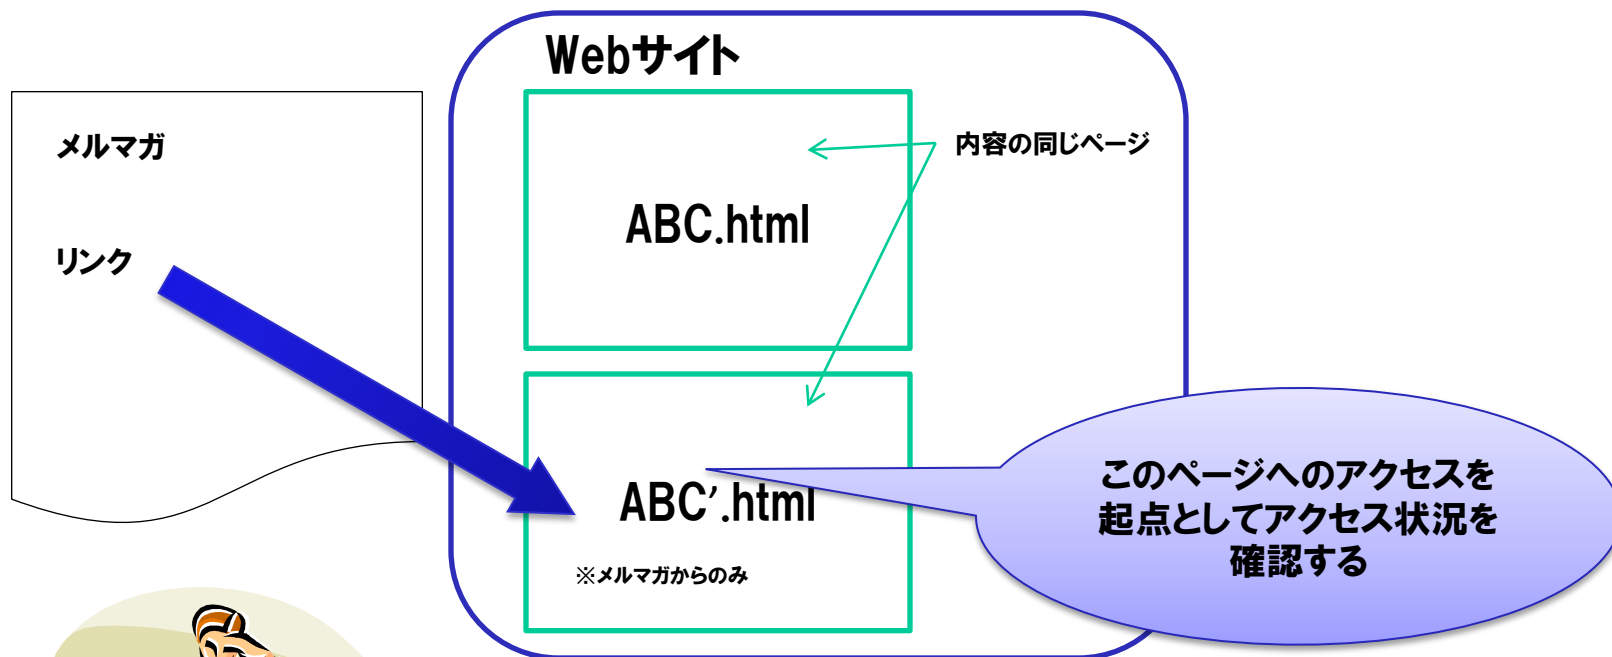 Webサイト
メルマガ
内容の同じページ
ABC.html
リンク
ABC’.html
※メルマガからのみ
このページへのアクセスを
起点としてアクセス状況を
確認する